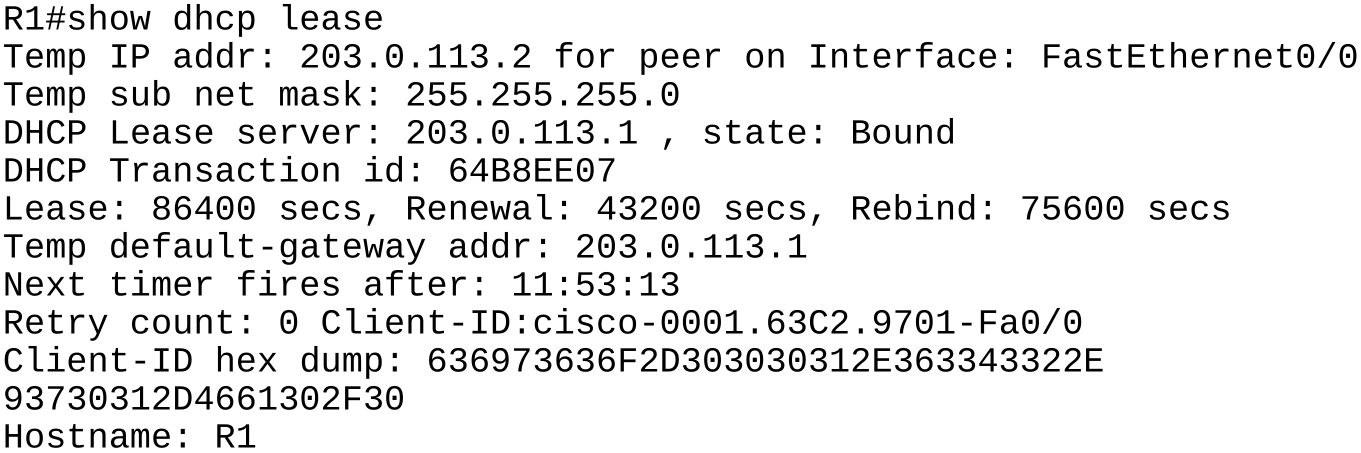 R1#show dhcp lease
Temp IP addr: 203.0.113.2 for peer on Interface: FastEthernet0/0
Temp sub net mask: 255.255.255.0
DHCP Lease server: 203.0.113.1 , state: Bound
DHCP Transaction id: 64B8EE07
Lease: 86400 secs, Renewal: 43200 secs, Rebind: 75600 secs
Temp default-gateway addr: 203.0.113.1
Next timer fires after: 11:53:13
Retry count: 0 Client-ID:cisco-0001.63C2.9701-Fa0/0
Client-ID hex dump: 636973636F2D303030312E363343322E
93730312D4661302F30
Hostname: R1